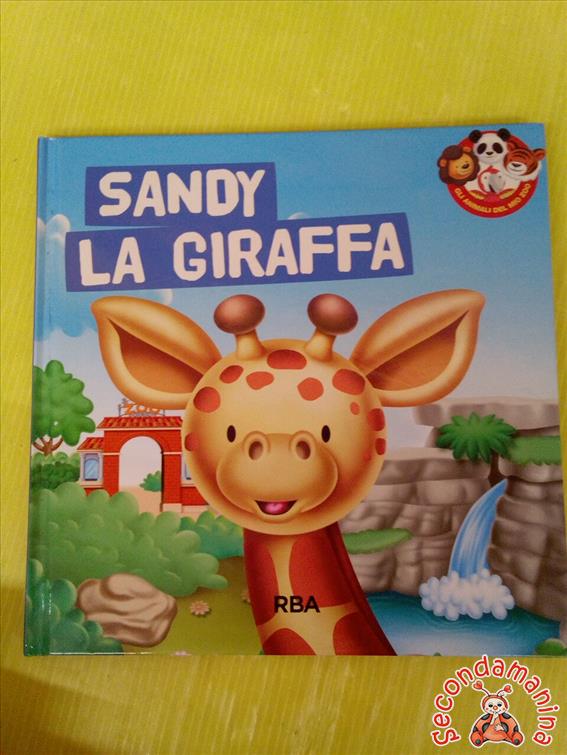 SANDY
LA GIRAFFA
GLI ANIMALI DEL MIO ZOO
ZOO
RBA
secondamanina